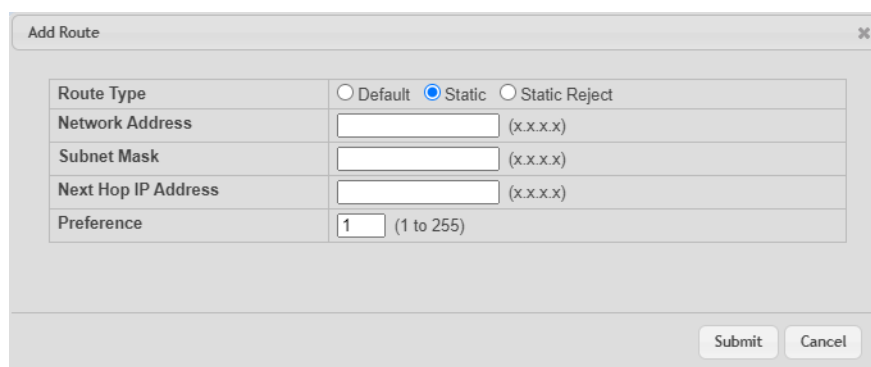 Add Route
Route Type Default Static Static Reject
Network Address (x.x.x.x)
Subnet Mask (x.x.x.x)
Next Hop IP Address (x.x.x.x)
Preference 1 (1 to 255)
Submit Cancel